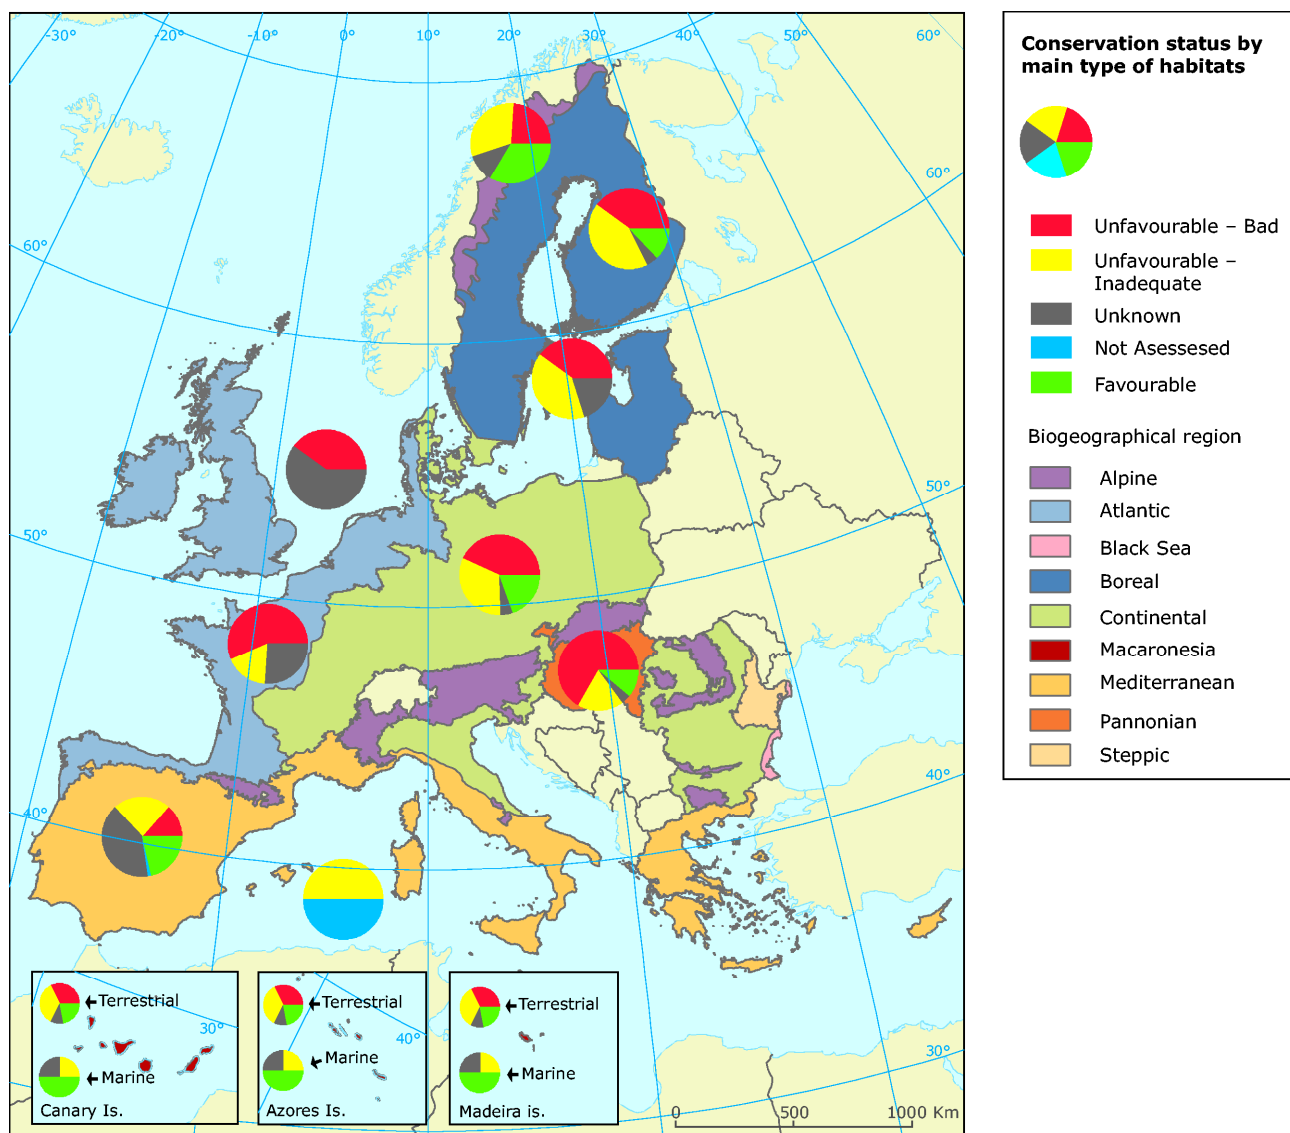 -30°
-20°
-10°
0°
10°
20°
30°
40°
50°
60°
60°
60°
50°
50°
40°
40°
30°
Terrestrial
30°
Marine
Canary Is.
Terrestrial
40°
Marine
Azores Is.
Terrestrial
Marine
Madeira is.
0 500 1000 Km
Conservation status by
main type of habitats
Unfavourable – Bad
Unfavourable –
Inadequate
Unknown
Not Asessesed
Favourable
Biogeographical region
Alpine
Atlantic
Black Sea
Boreal
Continental
Macaronesia
Mediterranean
Pannonian
Steppic